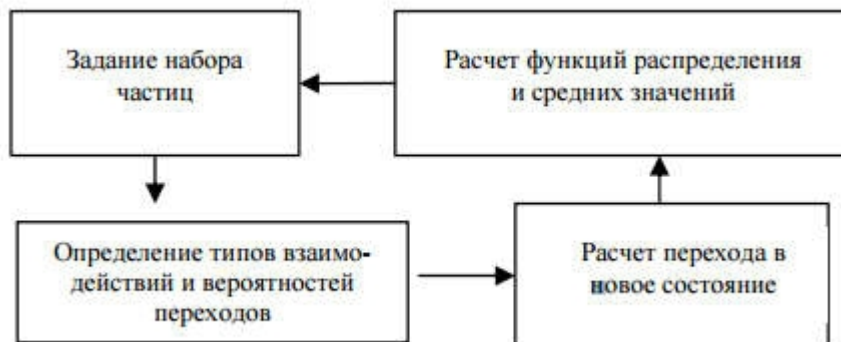 Задание набора
частиц
Расчет функций распределения
и средних значений
Определение типов взаимо-
действий и вероятностей
переходов
Расчет перехода в
новое состояние